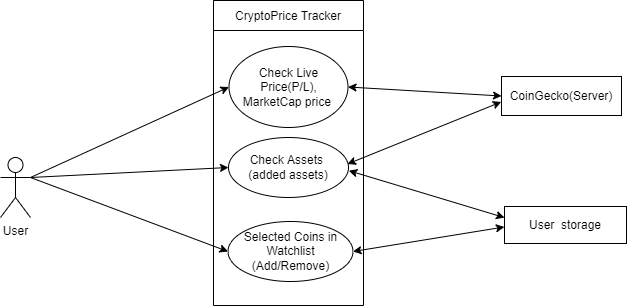 CryptoPrice Tracker
Check Live
Price(P/L),
MarketCap price
CoinGecko(Server)
Check Assets
(added assets)
User
User  storage
Selected Coins in
Watchlist
(Add/Remove)